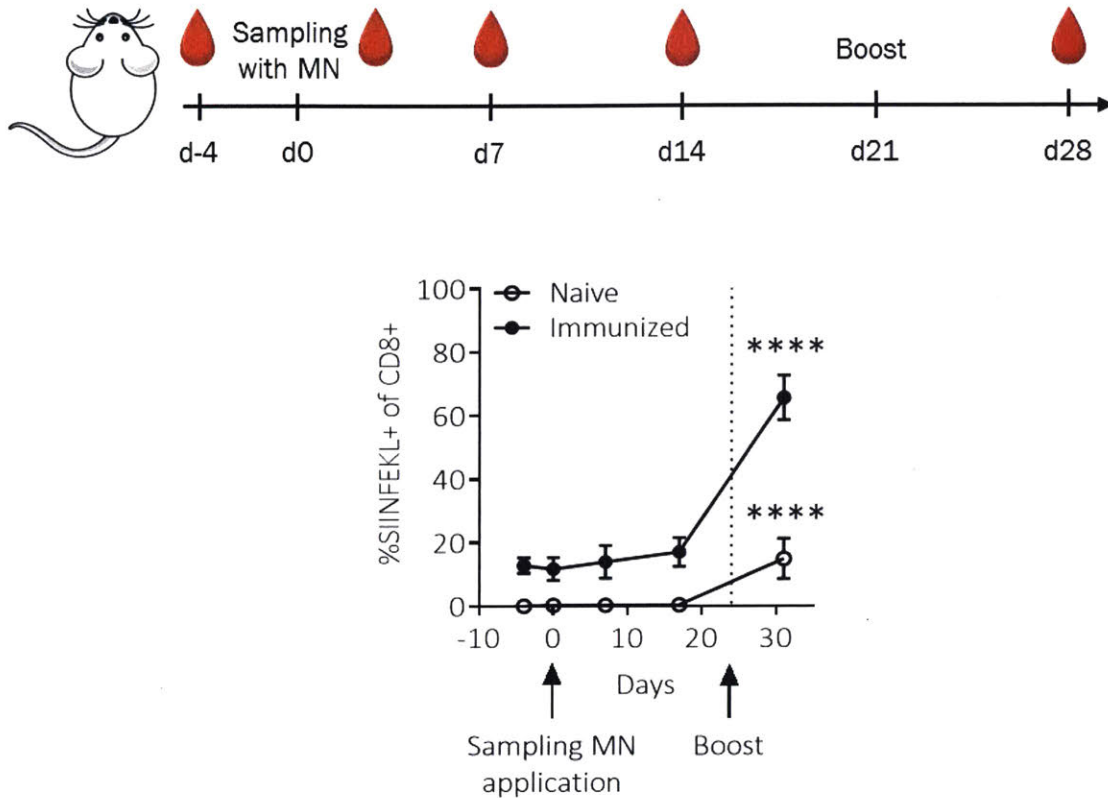 Sampling
with MN
Boost
d-4 d0 d7 d14 d21 d28
100
80
60
40
20
0
%SIINFEKL+ of CD8+
Naive
Immunized
****
****
-10 0 10 20 30
Days
Sampling MN
application
Boost